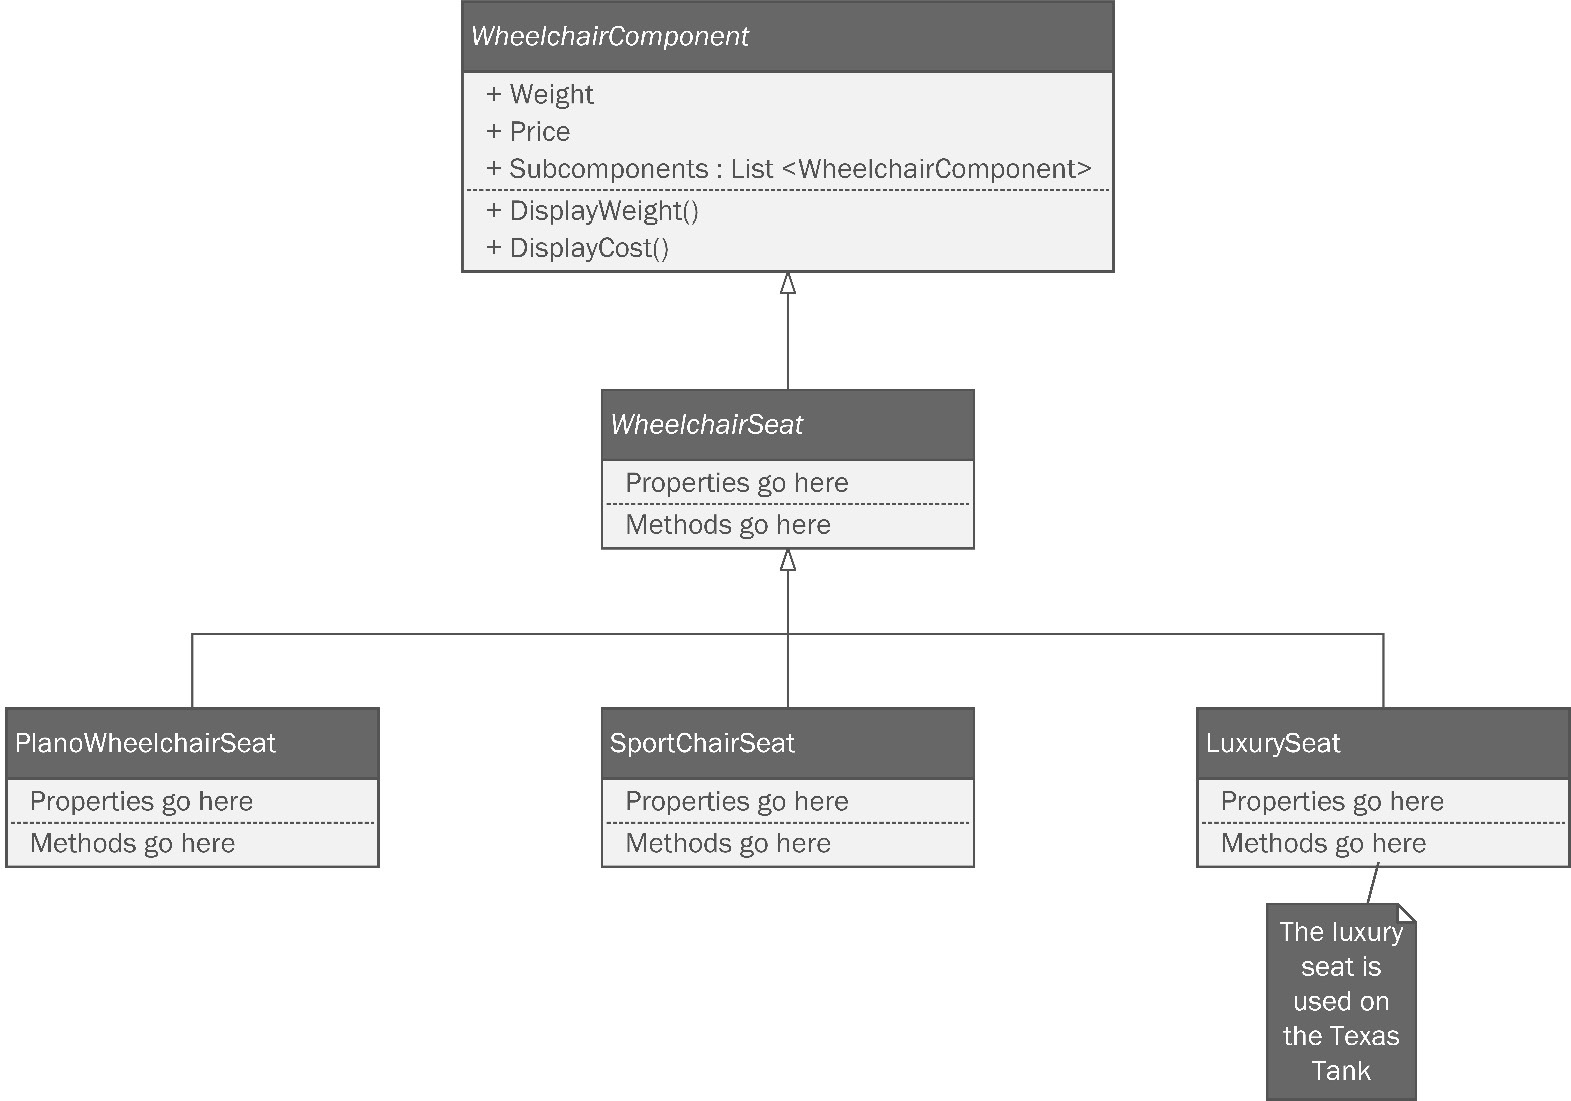 WheelchairComponent
+ Weight
+ Price
+ Subcomponents : List <WheelchairComponent>
+ DisplayWeight()
+ DisplayCost()
WheelchairSeat
Properties go here
Methods go here
PlanoWheelchairSeat
Properties go here
Methods go here
SportChairSeat
Properties go here
Methods go here
LuxurySeat
Properties go here
Methods go here
The luxury
seat is
used on
the Texas
Tank